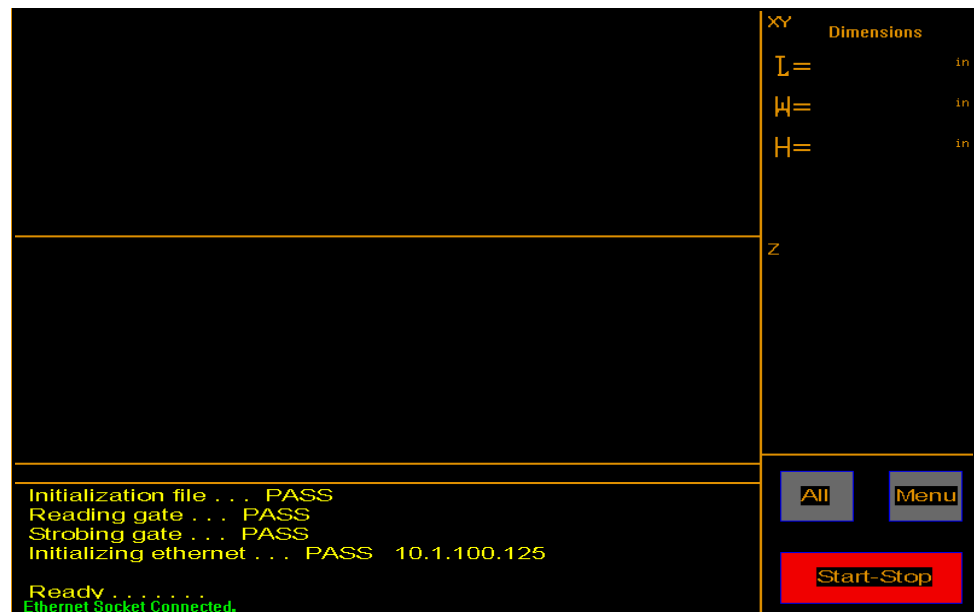 XY
Dimensions
L= in
W= in
H= in
Z
Initialization file . . . PASS
Reading gate . . . PASS
Strobing gate . . . PASS
Initializing ethernet . . . PASS 10.1.100.125
Ready . . . . . . .
Ethernet Socket Connected.
All Menu
Start-Stop